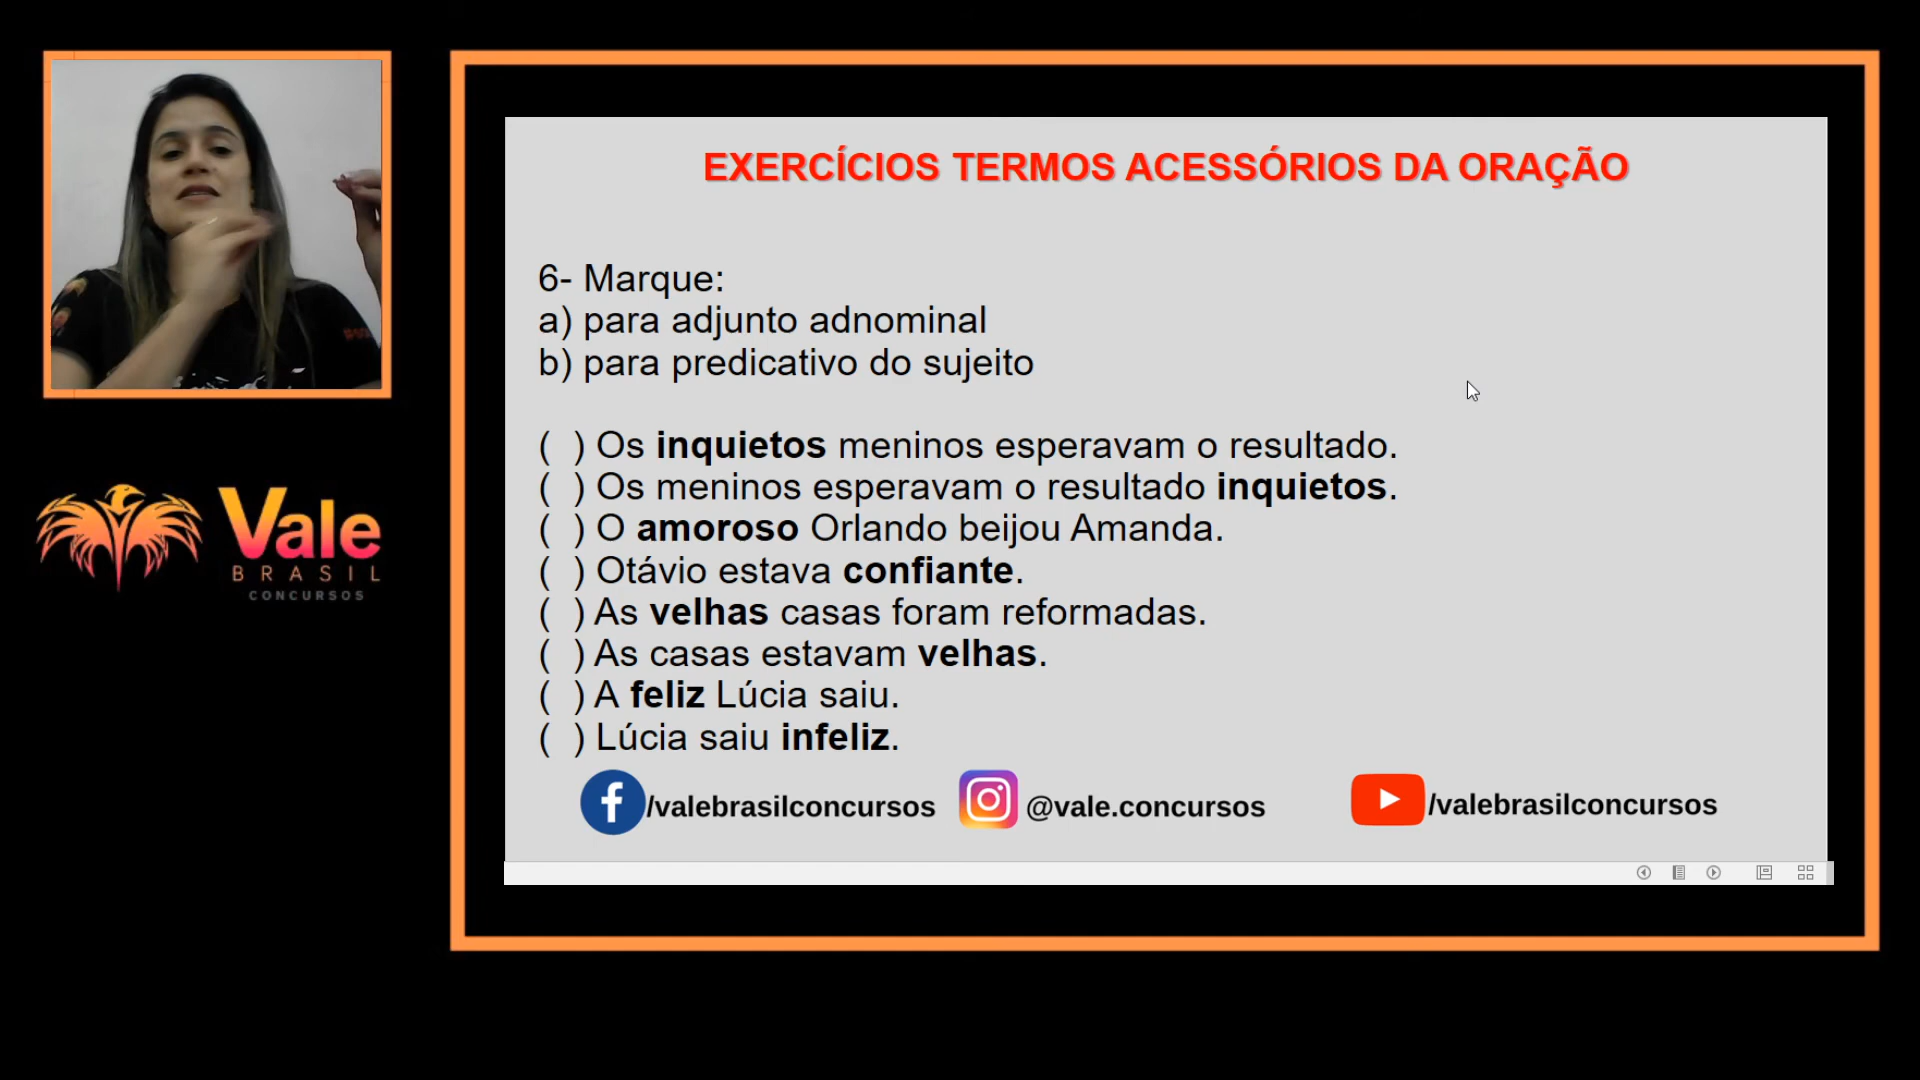 EXERCÍCIOS TERMOS ACESSÓRIOS DA ORAÇÃO
6- Marque:
a) para adjunto adnominal
b) para predicativo do sujeito
( ) Os inquietos meninos esperavam o resultado.
( ) Os meninos esperavam o resultado inquietos.
( ) O amoroso Orlando beijou Amanda.
( ) Otávio estava confiante.
( ) As velhas casas foram reformadas.
( ) As casas estavam velhas.
( ) A feliz Lúcia saiu.
( ) Lúcia saiu infeliz.
/valebrasilconcursos @vale.concursos /valebrasilconcursos
Vale
BRASIL
CONCURSOS